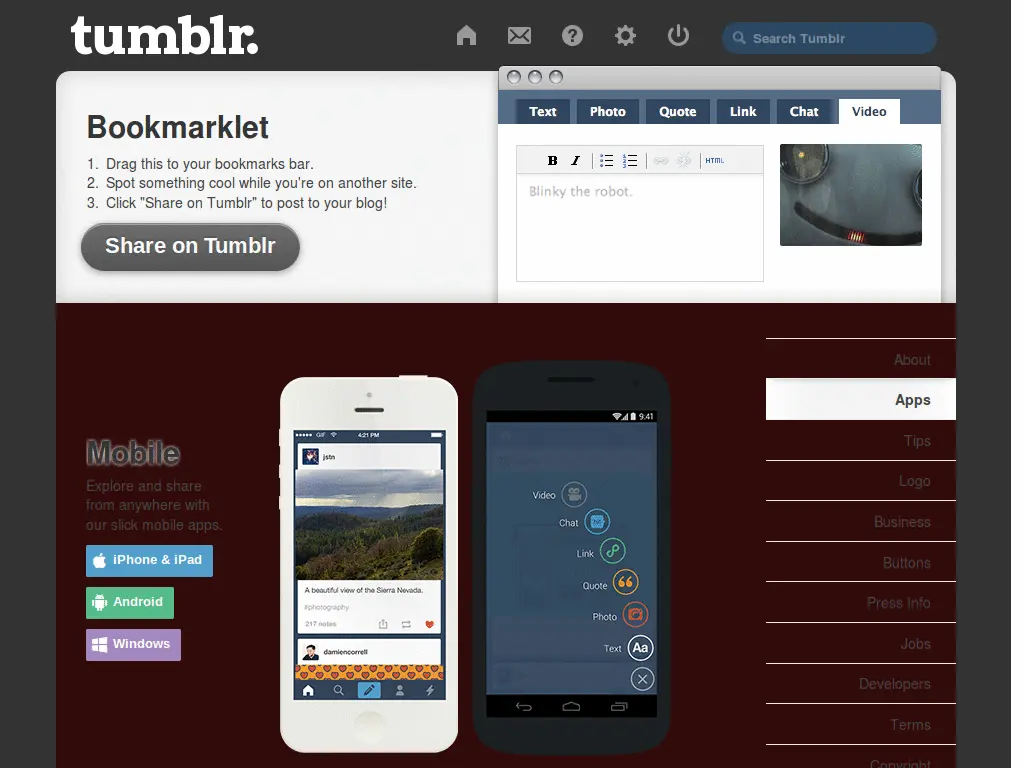 tumblr.
Search Tumblr
Bookmarklet
1. Drag this to your bookmarks bar.
2. Spot something cool while you're on another site.
3. Click "Share on Tumblr" to post to your blog!
Share on Tumblr
Text Photo Quote Link Chat Video
B I HTML
Blinky the robot.
Mobile
Explore and share
from anywhere with
our slick mobile apps.
iPhone & iPad
Android
Windows
GIF 4:21 PM
jstn
A beautiful view of the Sierra Nevada.
#photography
217 notes
damiencorrell
9:41
Video
Chat
Link
Quote
Photo
Text Aa
About
Apps
Tips
Logo
Business
Buttons
Press Info
Jobs
Developers
Terms
Copyright